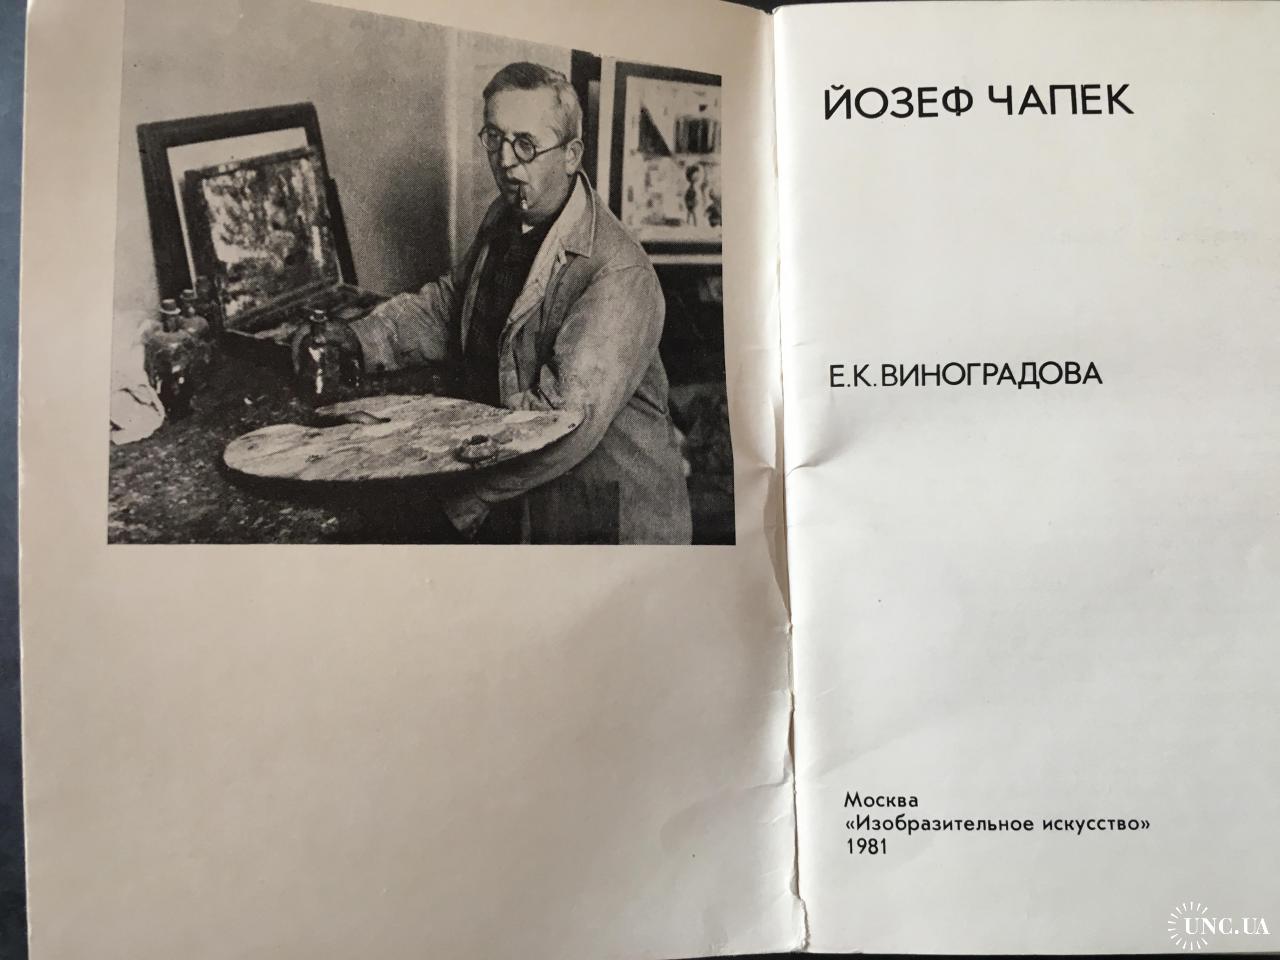 ЙОЗЕФ ЧАПЕК
Е.К.ВИНОГРАДОВА
Москва
«Изобразительное искусство»
1981
UNC.UA